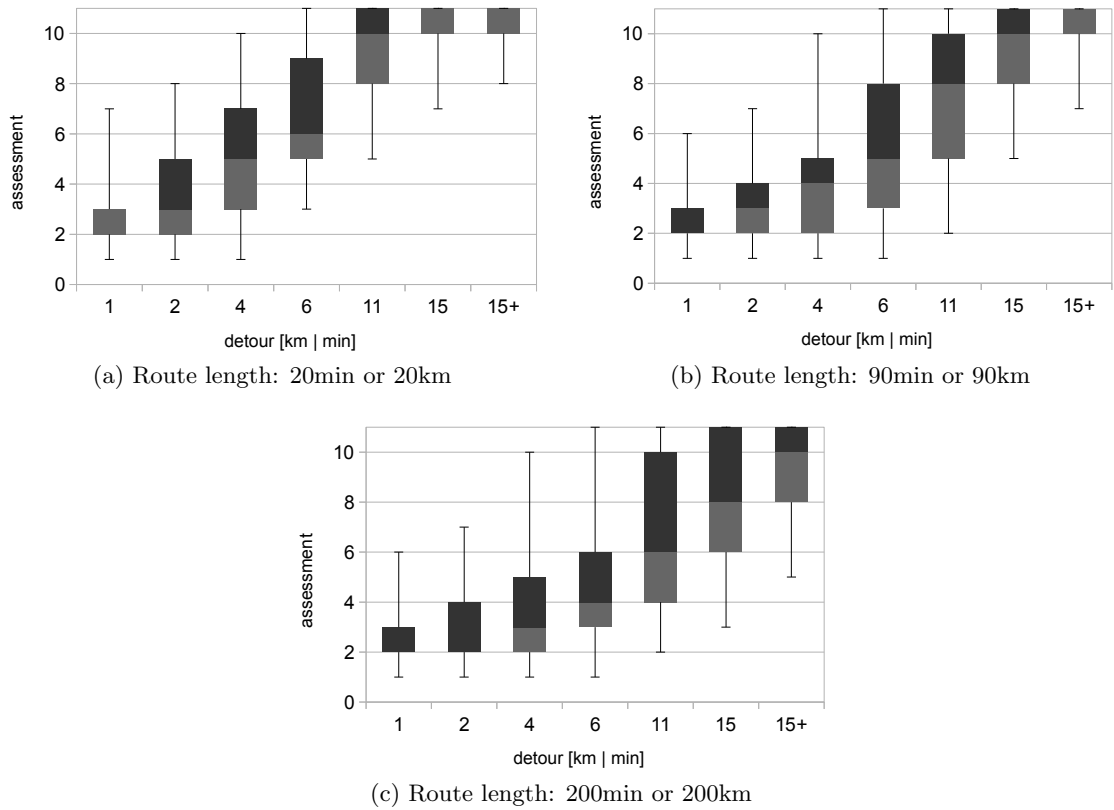 10
8
6
4
2
0
assessment
1 2 4 6 11 15 15+
detour [km | min]
(a) Route length: 20min or 20km
10
8
6
4
2
0
assessment
1 2 4 6 11 15 15+
detour [km | min]
(b) Route length: 90min or 90km
10
8
6
4
2
0
assessment
1 2 4 6 11 15 15+
detour [km | min]
(c) Route length: 200min or 200km